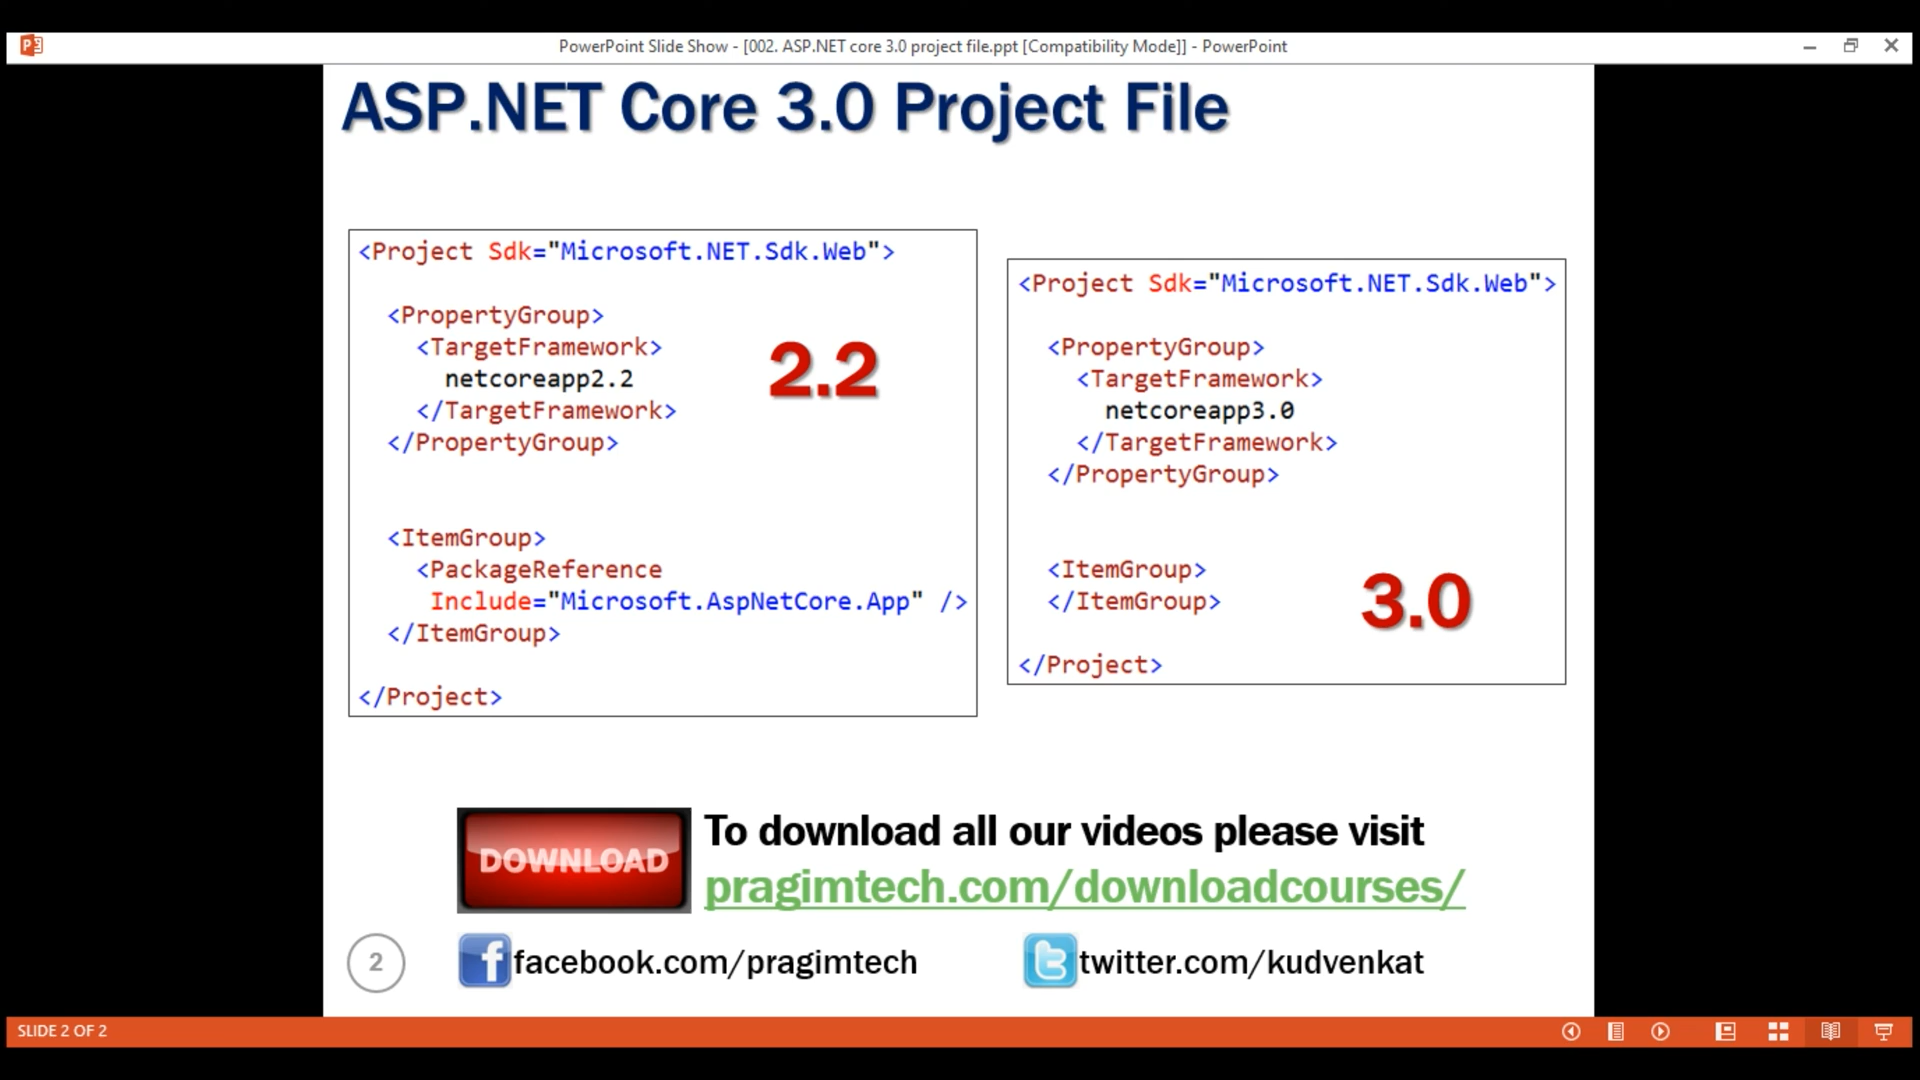 PowerPoint Slide Show - [002. ASP.NET core 3.0 project file.ppt [Compatibility Mode]] - PowerPoint
ASP.NET Core 3.0 Project File
<Project Sdk="Microsoft.NET.Sdk.Web">
<PropertyGroup>
<TargetFramework>
netcoreapp2.2
</TargetFramework>
</PropertyGroup>
2.2
<ItemGroup>
<PackageReference
Include="Microsoft.AspNetCore.App" />
</ItemGroup>
</Project>
<Project Sdk="Microsoft.NET.Sdk.Web">
<PropertyGroup>
<TargetFramework>
netcoreapp3.0
</TargetFramework>
</PropertyGroup>
<ItemGroup>
</ItemGroup>
3.0
</Project>
DOWNLOAD
To download all our videos please visit
pragimtech.com/downloadcourses/
2
facebook.com/pragimtech
twitter.com/kudvenkat
SLIDE 2 OF 2